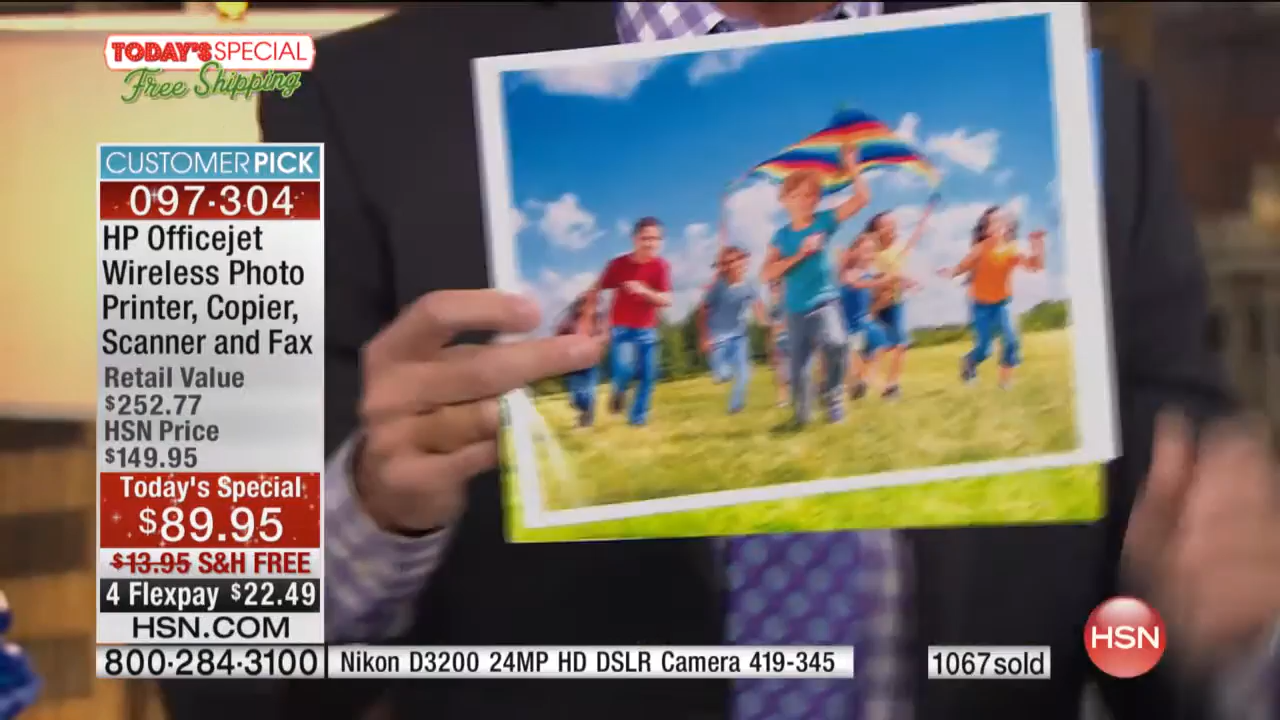 TODAY'S SPECIAL
Free Shipping
CUSTOMER PICK
097·304
HP Officejet
Wireless Photo
Printer, Copier,
Scanner and Fax
Retail Value
$252.77
HSN Price
$149.95
Today's Special
$89.95
$13.95 S&H FREE
4 Flexpay $22.49
HSN.COM
800·284·3100
Nikon D3200 24MP HD DSLR Camera 419-345
1067 sold
HSN